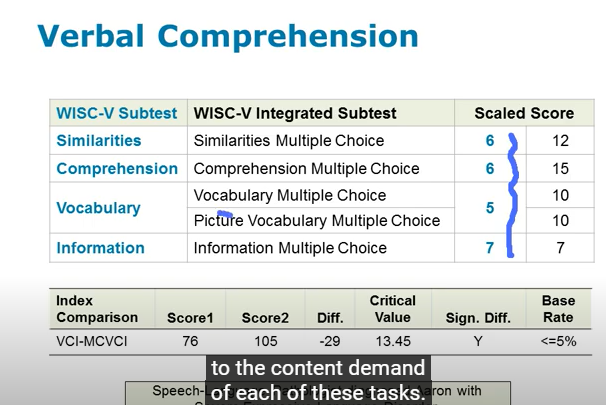 Verbal Comprehension
WISC-V Subtest WISC-V Integrated Subtest Scaled Score
Similarities Similarities Multiple Choice 6 12
Comprehension Comprehension Multiple Choice 6 15
Vocabulary Vocabulary Multiple Choice 5 10
Picture Vocabulary Multiple Choice 10
Information Information Multiple Choice 7 7
Index Comparison Score1 Score2 Diff. Critical Value Sign. Diff. Base Rate
VCI-MCVCI 76 105 -29 13.45 Y <=5%
to the content demand
of each of these tasks.
Speech- with